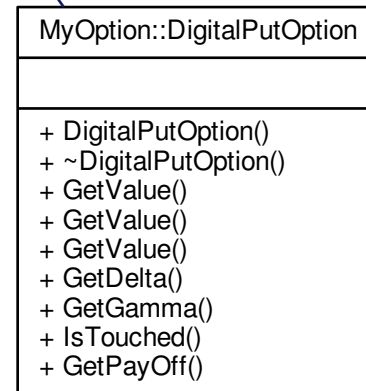 MyOption::DigitalPutOption
+ DigitalPutOption()
+ ~DigitalPutOption()
+ GetValue()
+ GetValue()
+ GetValue()
+ GetDelta()
+ GetGamma()
+ IsTouched()
+ GetPayOff()